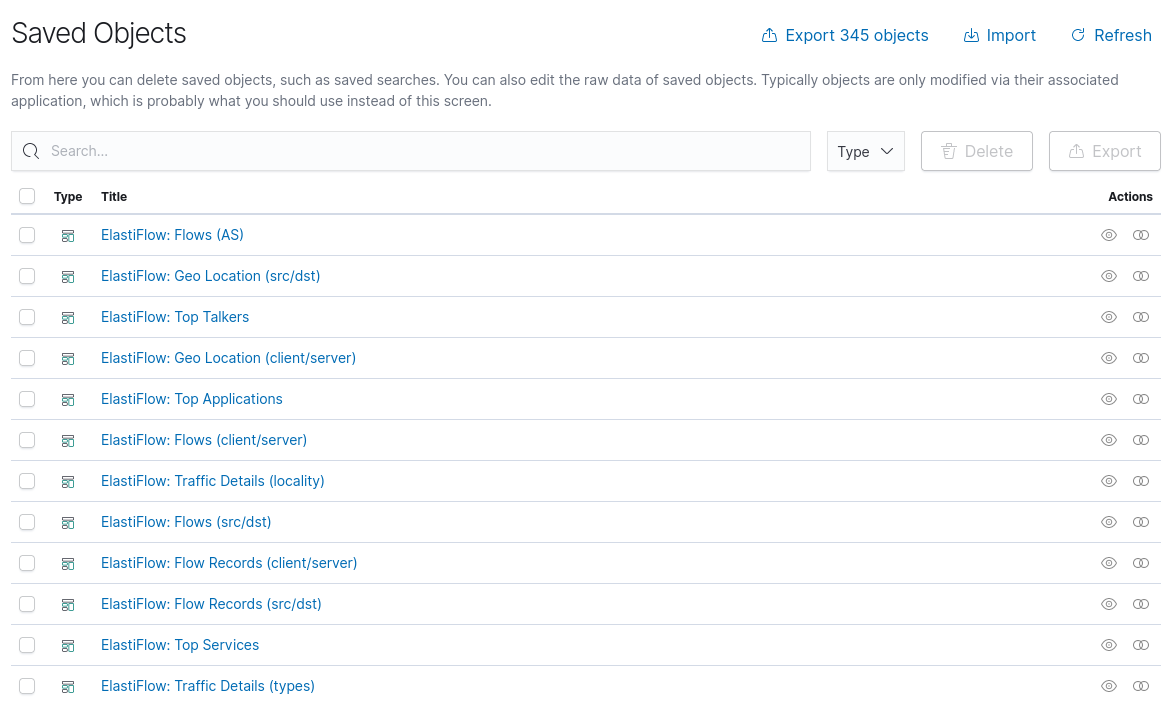 Saved Objects
Export 345 objects
Import
Refresh
From here you can delete saved objects, such as saved searches. You can also edit the raw data of saved objects. Typically objects are only modified via their associated
application, which is probably what you should use instead of this screen.
Search...
Type
Delete
Export
Type Title Actions
ElastiFlow: Flows (AS)
ElastiFlow: Geo Location (src/dst)
ElastiFlow: Top Talkers
ElastiFlow: Geo Location (client/server)
ElastiFlow: Top Applications
ElastiFlow: Flows (client/server)
ElastiFlow: Traffic Details (locality)
ElastiFlow: Flows (src/dst)
ElastiFlow: Flow Records (client/server)
ElastiFlow: Flow Records (src/dst)
ElastiFlow: Top Services
ElastiFlow: Traffic Details (types)